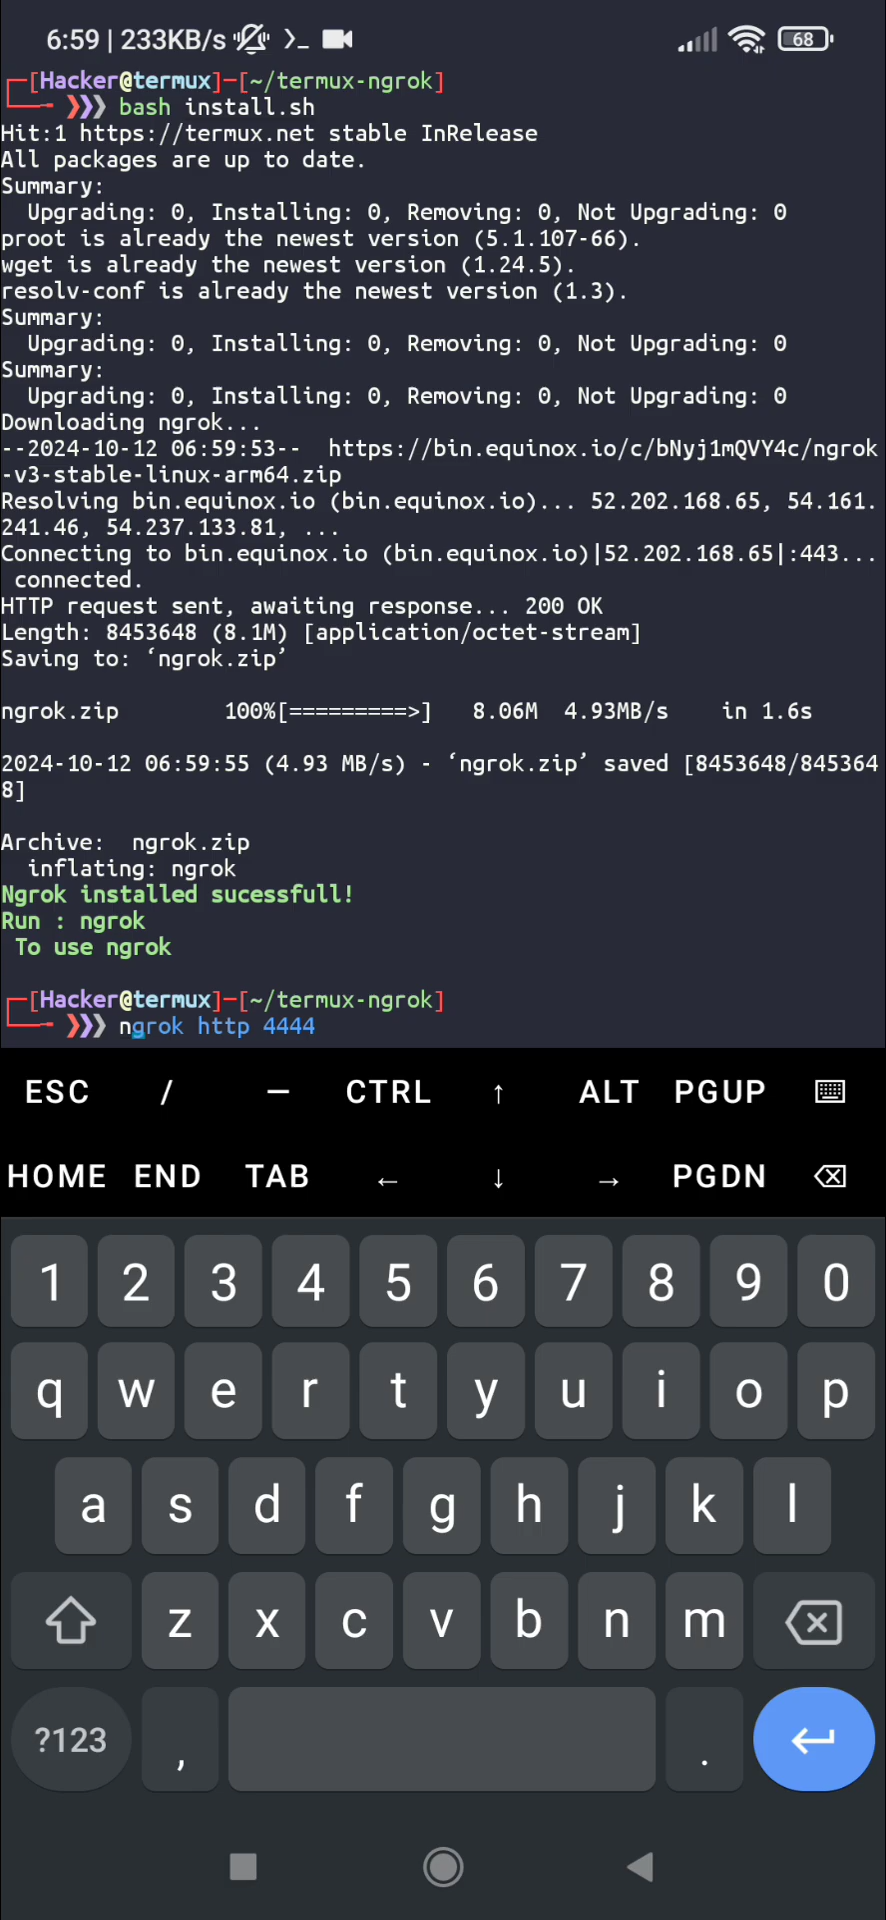 6:59 | 233KB/s
68
[Hacker@termux]-[~/termux-ngrok]
❯❯❯ bash install.sh
Hit:1 https://termux.net stable InRelease
All packages are up to date.
Summary:
  Upgrading: 0, Installing: 0, Removing: 0, Not Upgrading: 0
proot is already the newest version (5.1.107-66).
wget is already the newest version (1.24.5).
resolv-conf is already the newest version (1.3).
Summary:
  Upgrading: 0, Installing: 0, Removing: 0, Not Upgrading: 0
Summary:
  Upgrading: 0, Installing: 0, Removing: 0, Not Upgrading: 0
Downloading ngrok...
--2024-10-12 06:59:53--  https://bin.equinox.io/c/bNyj1mQVY4c/ngrok
-v3-stable-linux-arm64.zip
Resolving bin.equinox.io (bin.equinox.io)... 52.202.168.65, 54.161.
241.46, 54.237.133.81, ...
Connecting to bin.equinox.io (bin.equinox.io)|52.202.168.65|:443...
 connected.
HTTP request sent, awaiting response... 200 OK
Length: 8453648 (8.1M) [application/octet-stream]
Saving to: ‘ngrok.zip’
ngrok.zip        100%[=========>]   8.06M  4.93MB/s    in 1.6s
2024-10-12 06:59:55 (4.93 MB/s) - ‘ngrok.zip’ saved [8453648/845364
8]
Archive:  ngrok.zip
  inflating: ngrok
Ngrok installed sucessfull!
Run : ngrok
 To use ngrok
[Hacker@termux]-[~/termux-ngrok]
❯❯❯ ngrok http 4444
ESC / — CTRL ↑ ALT PGUP
HOME END TAB ← ↓ → PGDN
1 2 3 4 5 6 7 8 9 0
q w e r t y u i o p
a s d f g h j k l
z x c v b n m
?123 , .